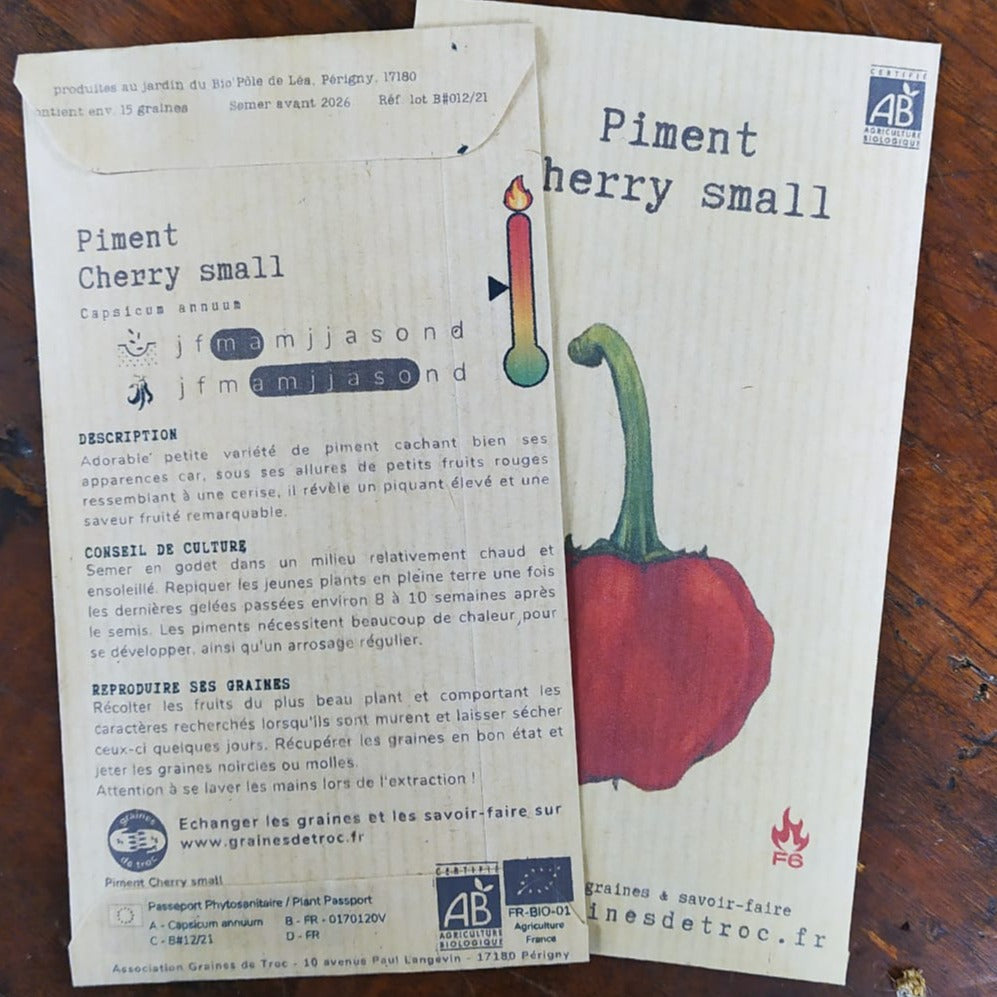 produites au jardin du Bio'Pôle de Léa, Périgny, 17180
ontient env. 15 graines Semer avant 2026 Réf. lot B#012/21
Piment
Cherry small
Capsicum annuum
j f m a m j j a s o n d
j f m a m j j a s o n d
DESCRIPTION
Adorable petite variété de piment cachant bien ses
apparences car, sous ses allures de petits fruits rouges
ressemblant à une cerise, il révèle un piquant élevé et une
saveur fruité remarquable.
CONSEIL DE CULTURE
Semer en godet dans un milieu relativement chaud et
ensoleillé. Repiquer les jeunes plants en pleine terre une fois
les dernières gelées passées environ 8 à 10 semaines après
le semis. Les piments nécessitent beaucoup de chaleur pour
se développer, ainsi qu'un arrosage régulier.
REPRODUIRE SES GRAINES
Récolter les fruits du plus beau plant et comportant les
caractères recherchés lorsqu'ils sont murent et laisser sécher
ceux-ci quelques jours. Récupérer les graines en bon état et
jeter les graines noircies ou molles.
Attention à se laver les mains lors de l'extraction !
graines
de troc
Echanger les graines et les savoir-faire sur
www.grainesdetroc.fr
Piment Cherry small
Passeport Phytosanitaire / Plant Passport
A - Capsicum annuum B - FR - 0170120V
C - B#12/21 D - FR
CERTIFIÉ
AB
AGRICULTURE
BIOLOGIQUE
FR-BIO-01
Agriculture
France
Association Graines de Troc - 10 avenue Paul Langevin - 17180 Périgny
Piment
herry small
CERTIFIÉ
AB
AGRICULTURE
BIOLOGIQUE
F6
graines & savoir-faire
inesdetroc.fr